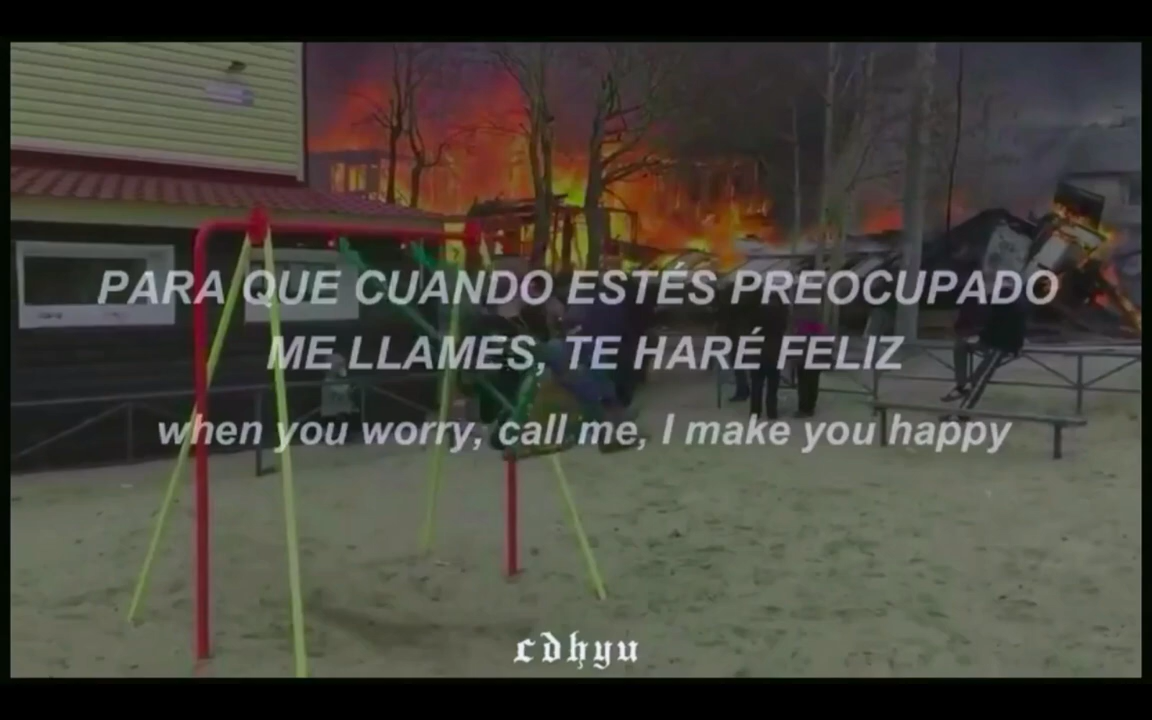 PARA QUE CUANDO ESTÉS PREOCUPADO
ME LLAMES, TE HARÉ FELIZ
when you worry, call me, I make you happy
cdhyu